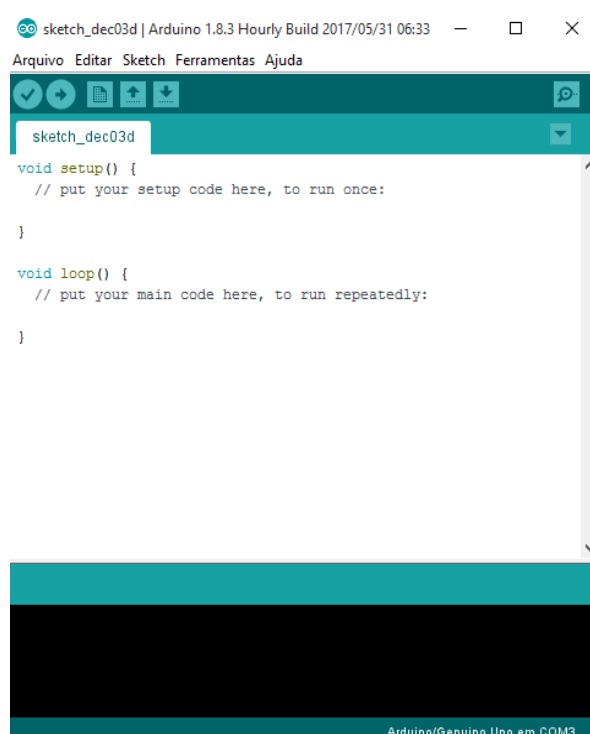 sketch_dec03d | Arduino 1.8.3 Hourly Build 2017/05/31 06:33
Arquivo Editar Sketch Ferramentas Ajuda
sketch_dec03d
void setup() {
// put your setup code here, to run once:
}
void loop() {
// put your main code here, to run repeatedly:
}
Arduino/Genuino Uno em COM3